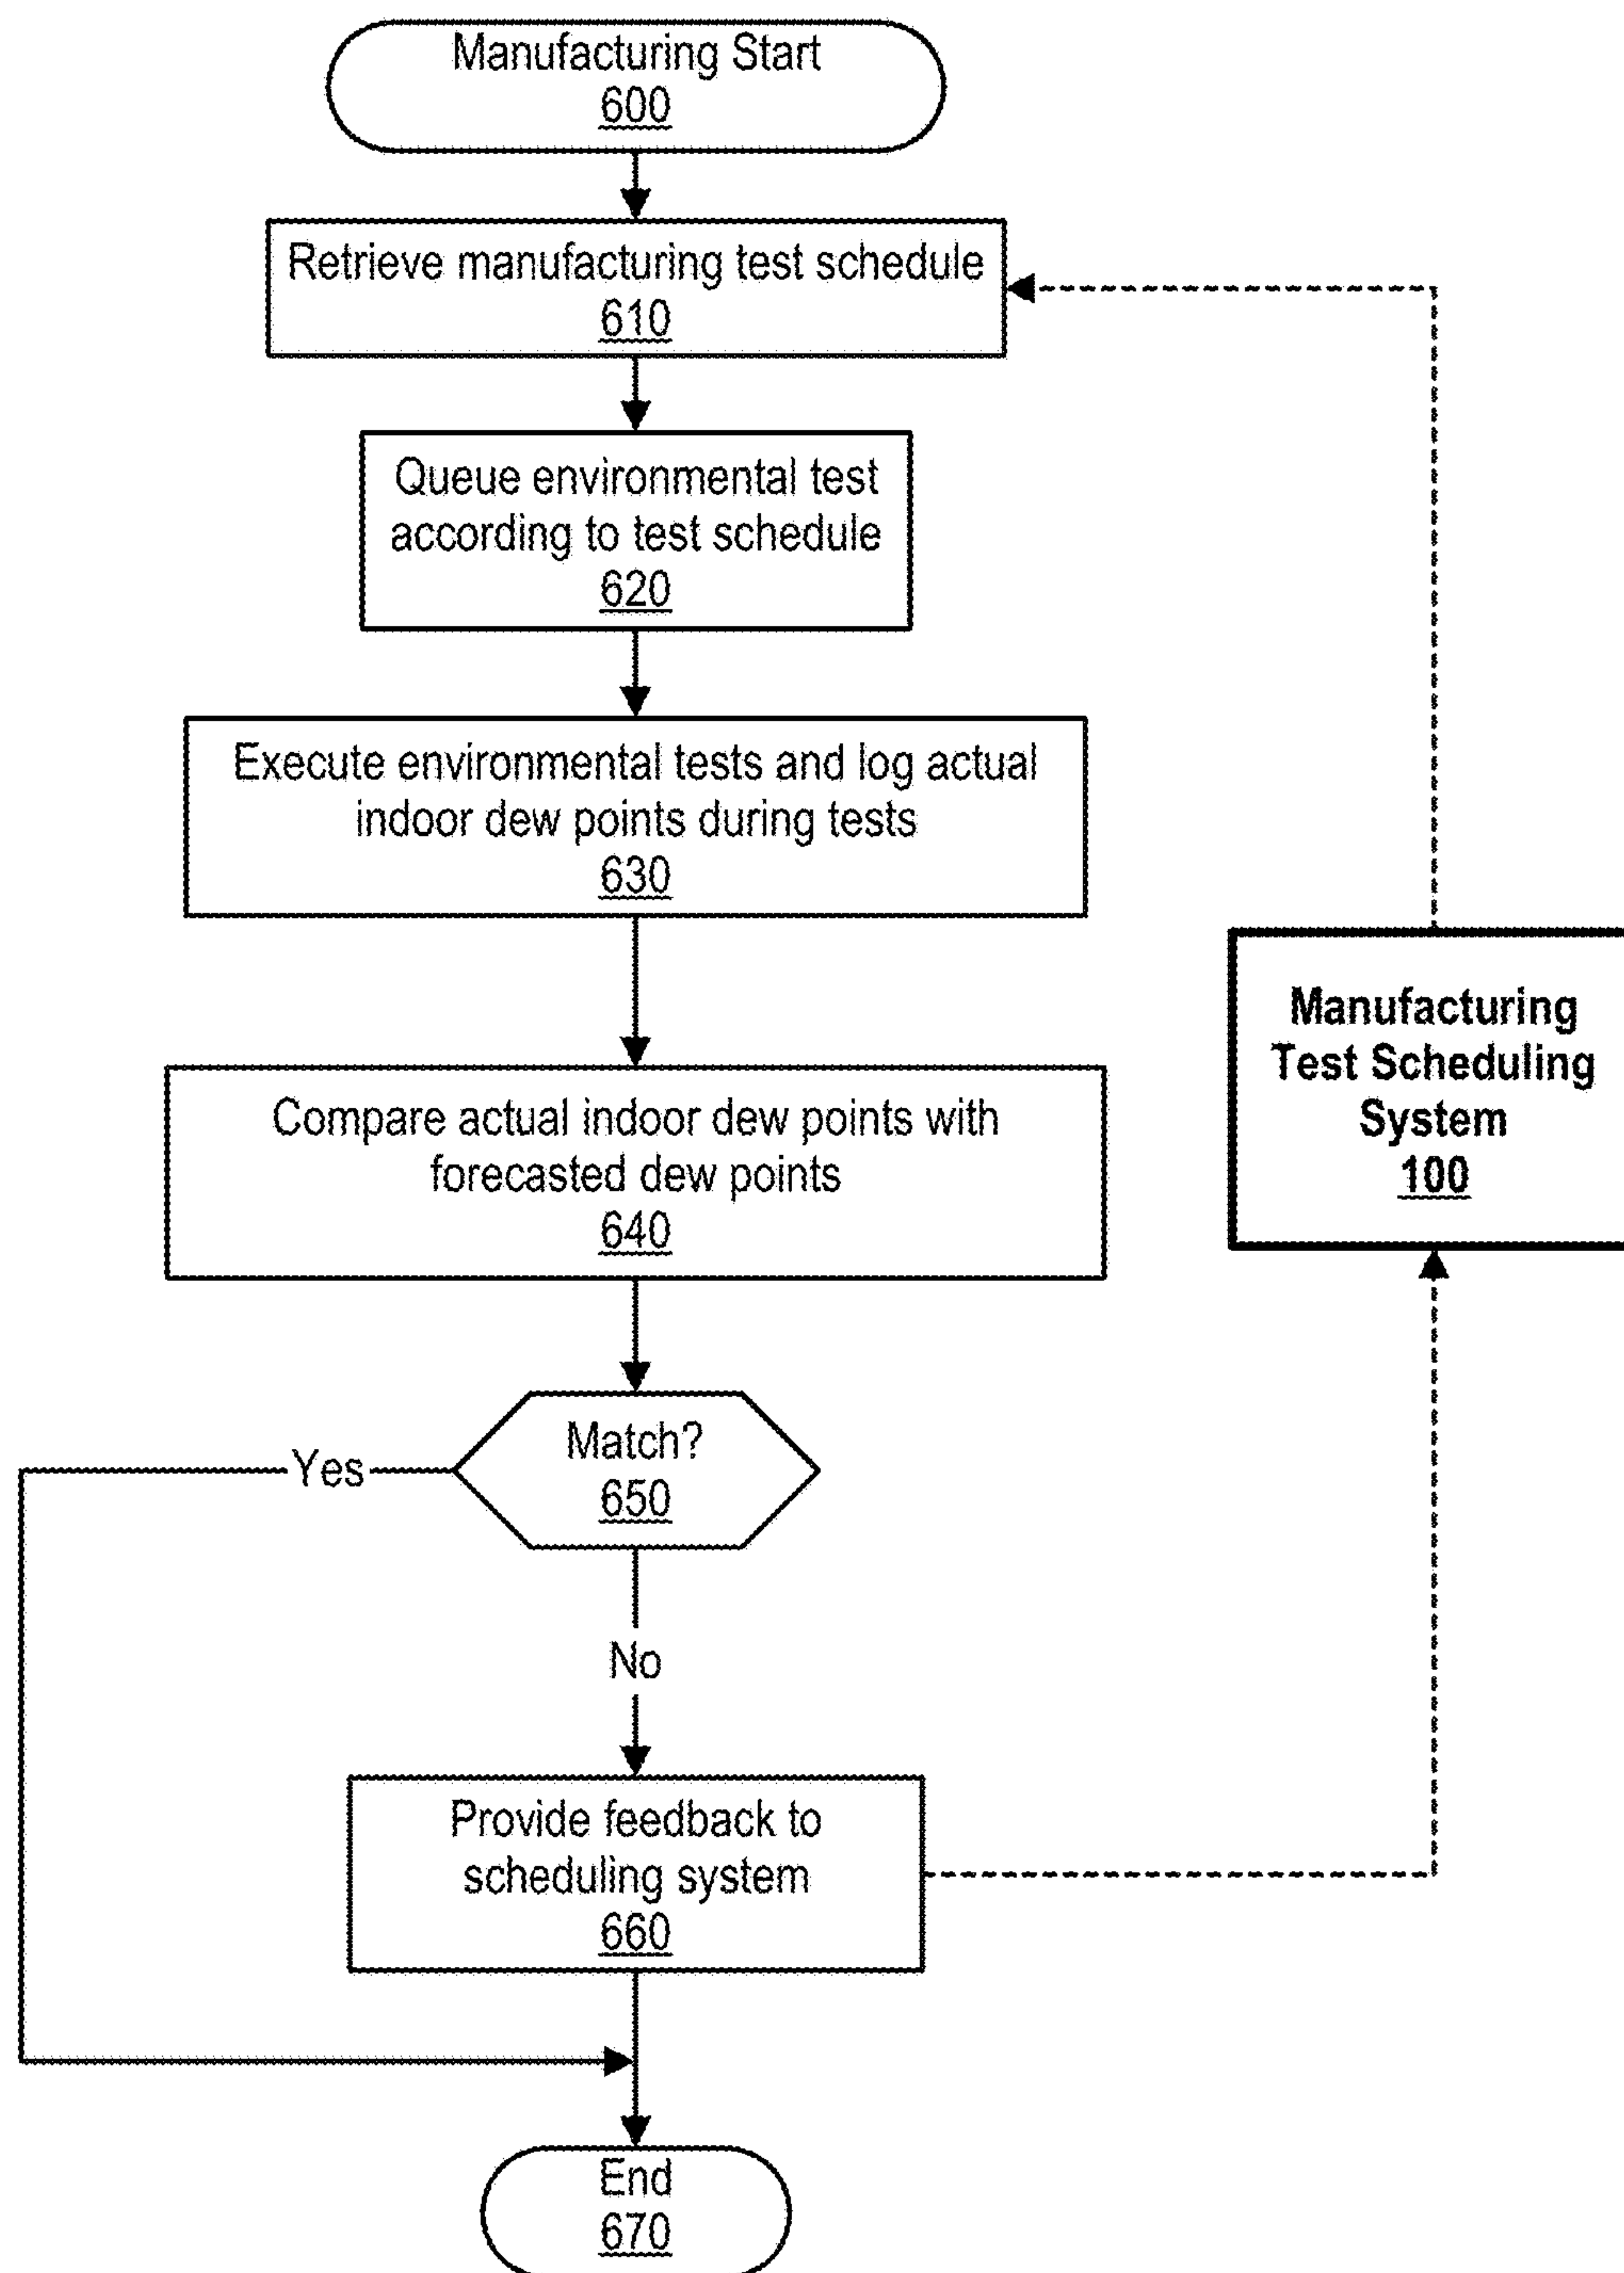 Manufacturing Start
600
Retrieve manufacturing test schedule
610
Queue environmental test
according to test schedule
620
Execute environmental tests and log actual
indoor dew points during tests
630
Manufacturing
Test Scheduling
System
100
Compare actual indoor dew points with
forecasted dew points
640
Match?
650
Yes
No
Provide feedback to
scheduling system
660
End
670